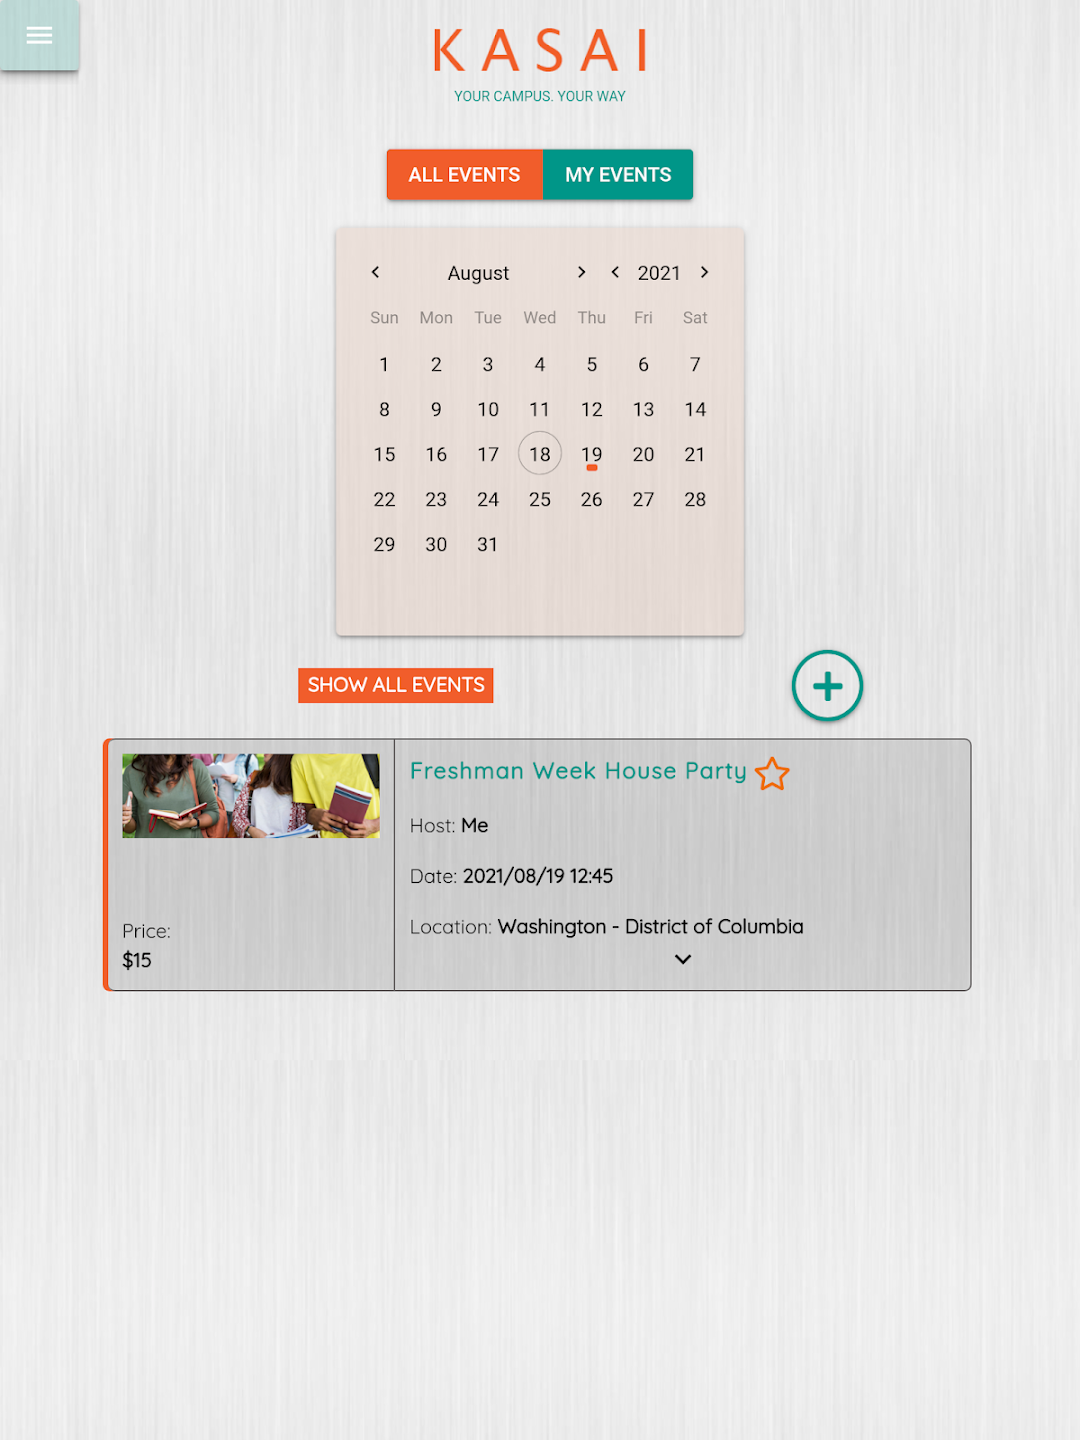 KASAI
YOUR CAMPUS. YOUR WAY
ALL EVENTS MY EVENTS
August 2021
Sun Mon Tue Wed Thu Fri Sat
1 2 3 4 5 6 7
8 9 10 11 12 13 14
15 16 17 18 19 20 21
22 23 24 25 26 27 28
29 30 31
SHOW ALL EVENTS
Freshman Week House Party
Host: Me
Date: 2021/08/19 12:45
Location: Washington - District of Columbia
Price:
$15